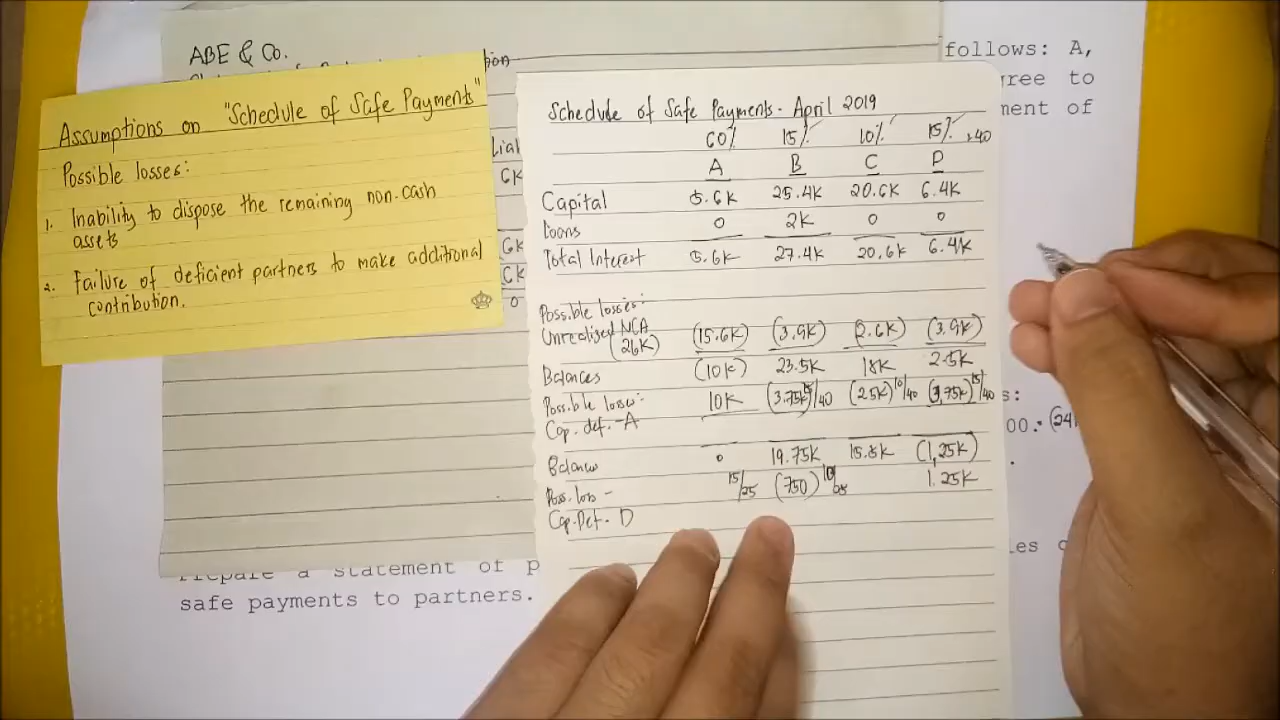 ABE & Co.
follows: A,
ree to
ment of
Assumptions on "Schedule of Safe Payments"
Possible losses:
1. Inability to dispose the remaining non-cash
assets
2. Failure of deficient partners to make additional
contribution.
Schedule of Safe Payments - April 2019
60% 15% 10% 15% .40
A B C D
Capital 5.6K 25.4K 20.6K 6.4K
Loans 0 2K 0 0
Total Interest 5.6K 27.4K 20.6K 6.4K
Possible losses:
Unrealised NCA (15.6K) (3.9K) (2.6K) (3.9K)
(26K)
Balances (10K) 23.5K 18K 2.5K
Possible losses: 10K (3.75K)15/40 (2.5K)10/40 (3,75K)15/40
Cap. def. - A
Balances 0 19.75K 15.5K (1,25K)
Poss. loss - 15/25 (750) 10/25 1.25K
Cap. Def. D
Prepare a statement of p
safe payments to partners.